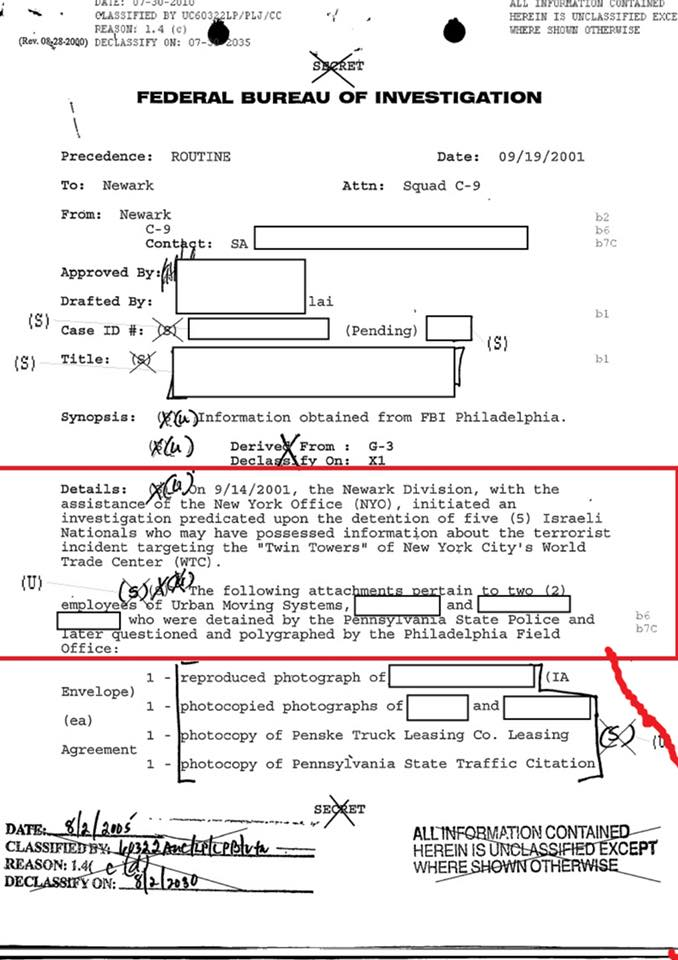 DATE: 07-30-2010
CLASSIFIED BY UC60322LP/PLJ/CC
REASON: 1.4 (c)
(Rev. 08-28-2000) DECLASSIFY ON: 07-30-2035
ALL INFORMATION CONTAINED
HEREIN IS UNCLASSIFIED EXCE
WHERE SHOWN OTHERWISE
SECRET
FEDERAL BUREAU OF INVESTIGATION
Precedence: ROUTINE Date: 09/19/2001
To: Newark Attn: Squad C-9
From: Newark b2
C-9 b6
Contact: SA b7C
Approved By:
Drafted By: lai
b1
(S) Case ID #: (S) (Pending) (S)
(S) Title: (S) b1
Synopsis: (U) Information obtained from FBI Philadelphia.
(U) Derived From : G-3
Declassify On: X1
Details: (U) On 9/14/2001, the Newark Division, with the
assistance of the New York Office (NYO), initiated an
investigation predicated upon the detention of five (5) Israeli
Nationals who may have possessed information about the terrorist
incident targeting the "Twin Towers" of New York City's World
Trade Center (WTC).
(U) (S) (U) The following attachments pertain to two (2)
employees of Urban Moving Systems, and
who were detained by the Pennsylvania State Police and b6
later questioned and polygraphed by the Philadelphia Field b7C
Office:
1 - reproduced photograph of (IA
Envelope)
1 - photocopied photographs of and
(ea)
1 - photocopy of Penske Truck Leasing Co. Leasing (S)
Agreement
1 - photocopy of Pennsylvania State Traffic Citation
SECRET
DATE: 8/2/2005
CLASSIFIED BY: 60322
REASON: 1.4( c
DECLASSIFY ON: 8/2/2030
ALL INFORMATION CONTAINED
HEREIN IS UNCLASSIFIED EXCEPT
WHERE SHOWN OTHERWISE